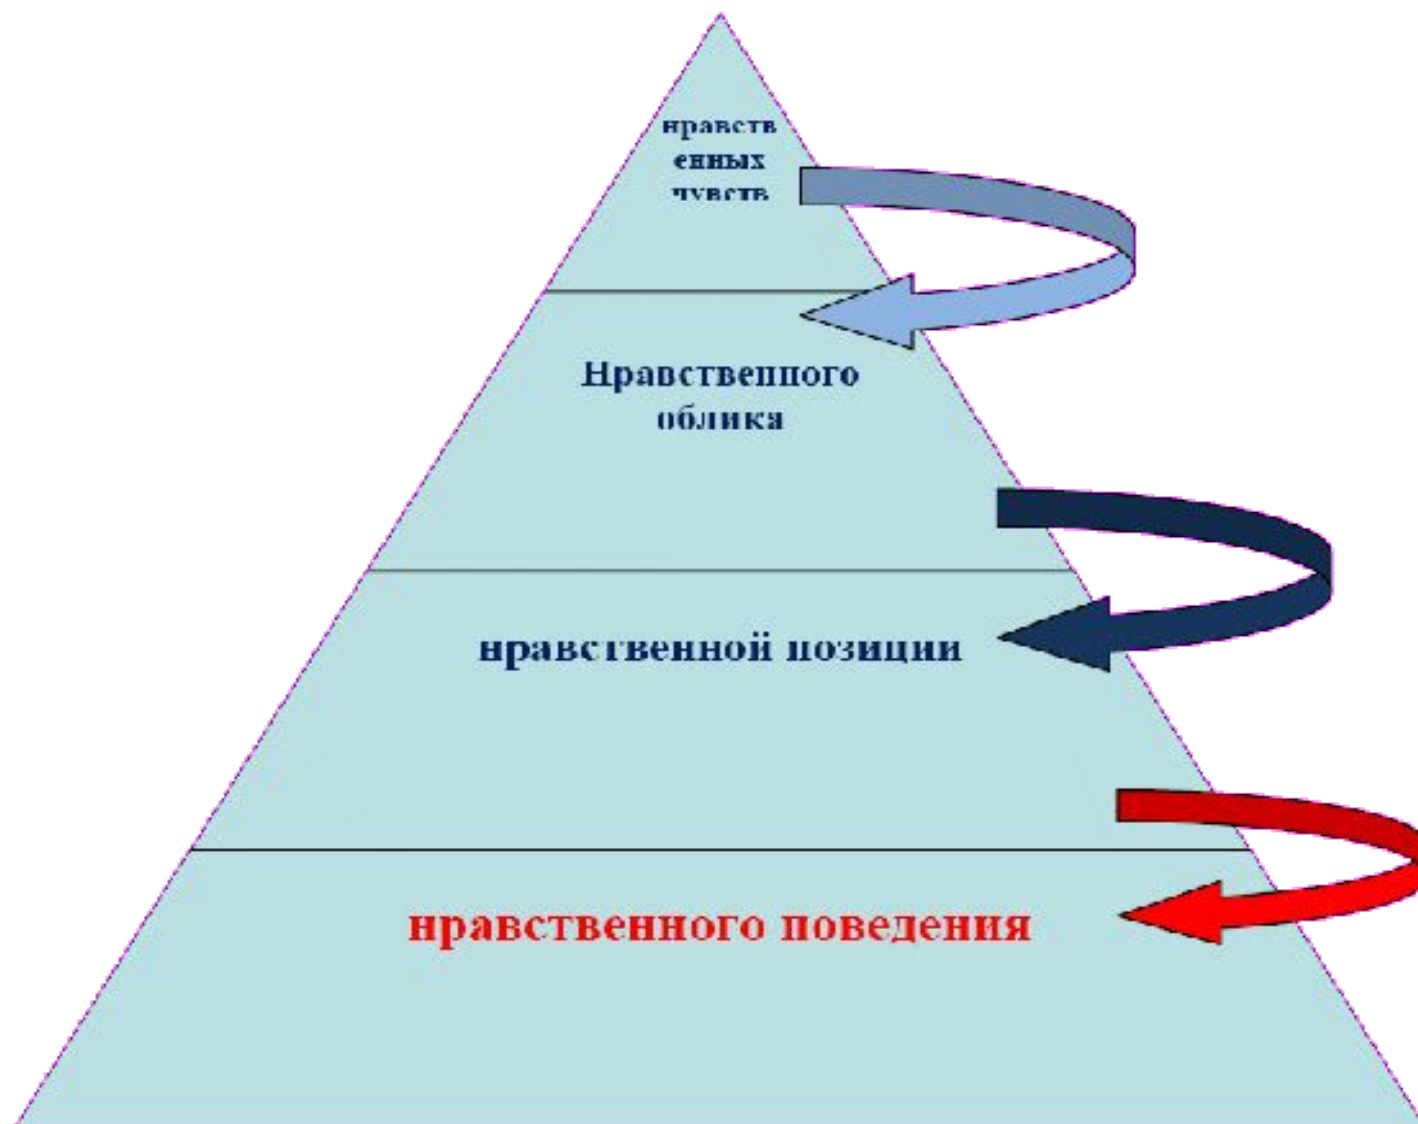 нравств
енных
чувств
Нравственного
облика
нравственной позиции
нравственного поведения